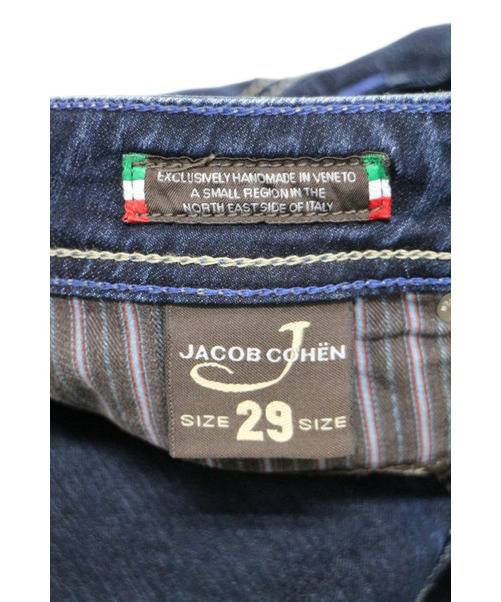 EXCLUSIVELY HANDMADE IN VENETO
A SMALL REGION IN THE
NORTH EAST SIDE OF ITALY
J
JACOB COHËN
SIZE 29 SIZE